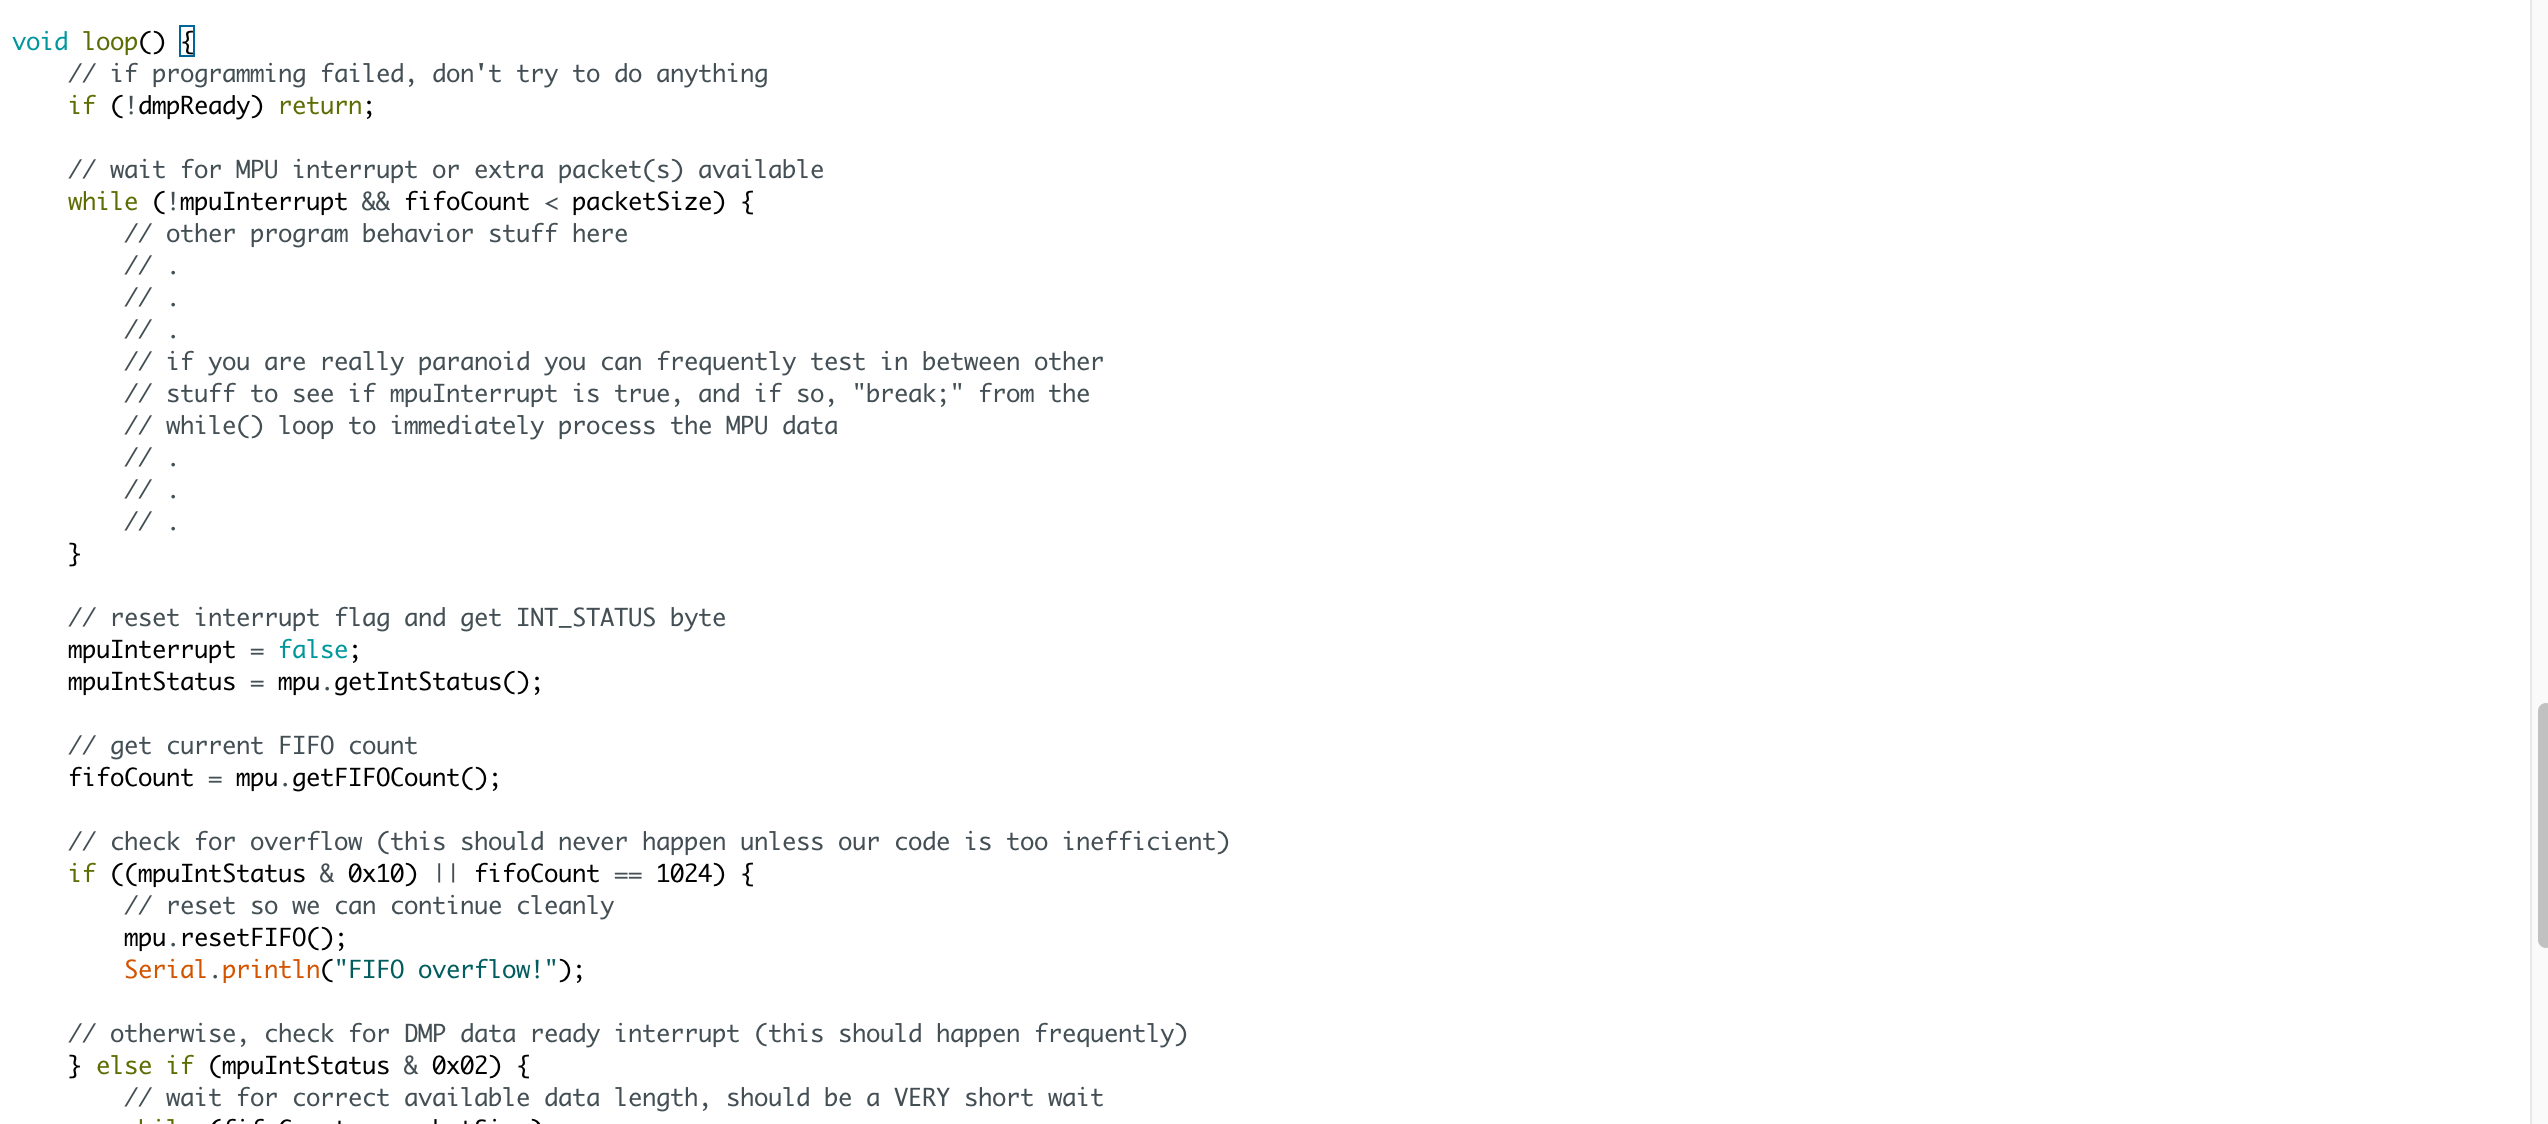 void loop() {
    // if programming failed, don't try to do anything
    if (!dmpReady) return;

    // wait for MPU interrupt or extra packet(s) available
    while (!mpuInterrupt && fifoCount < packetSize) {
        // other program behavior stuff here
        // .
        // .
        // .
        // if you are really paranoid you can frequently test in between other
        // stuff to see if mpuInterrupt is true, and if so, "break;" from the
        // while() loop to immediately process the MPU data
        // .
        // .
        // .
    }

    // reset interrupt flag and get INT_STATUS byte
    mpuInterrupt = false;
    mpuIntStatus = mpu.getIntStatus();

    // get current FIFO count
    fifoCount = mpu.getFIFOCount();

    // check for overflow (this should never happen unless our code is too inefficient)
    if ((mpuIntStatus & 0x10) || fifoCount == 1024) {
        // reset so we can continue cleanly
        mpu.resetFIFO();
        Serial.println("FIFO overflow!");

    // otherwise, check for DMP data ready interrupt (this should happen frequently)
    } else if (mpuIntStatus & 0x02) {
        // wait for correct available data length, should be a VERY short wait